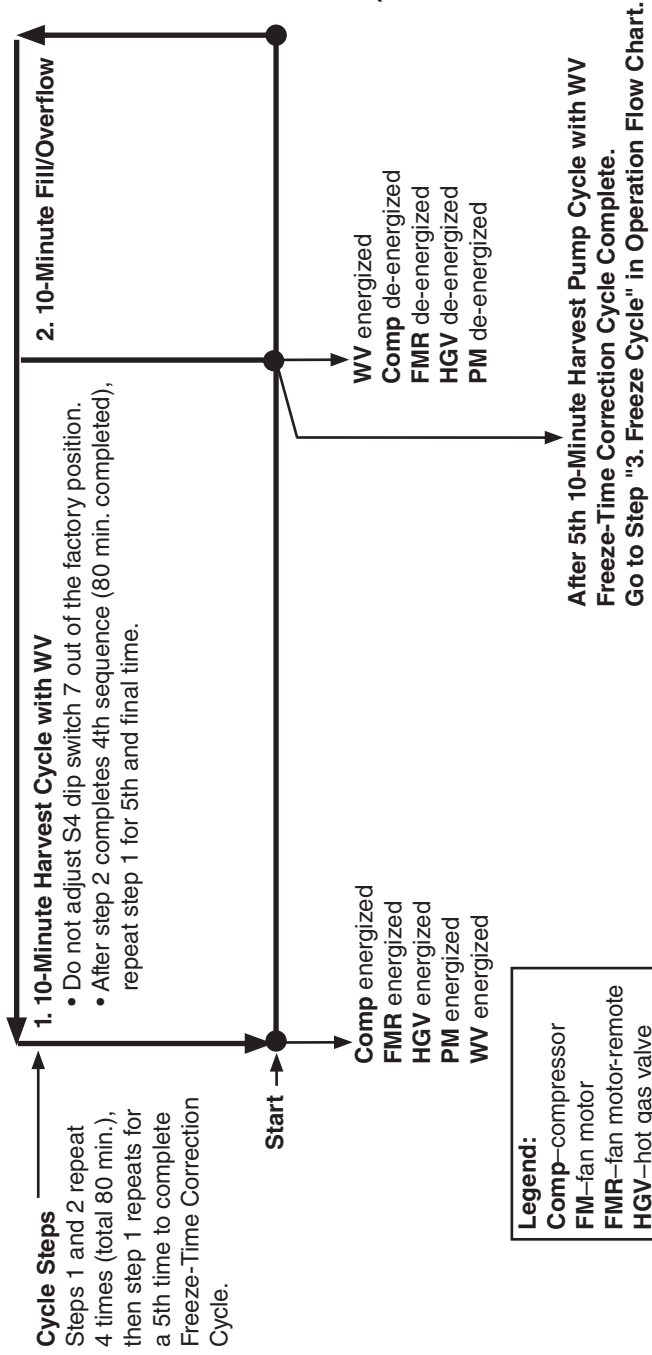 Cycle Steps
Steps 1 and 2 repeat
4 times (total 80 min.),
then step 1 repeats for
a 5th time to complete
Freeze-Time Correction
Cycle.
1. 10-Minute Harvest Cycle with WV
• Do not adjust S4 dip switch 7 out of the factory position.
• After step 2 completes 4th sequence (80 min. completed),
repeat step 1 for 5th and final time.
2. 10-Minute Fill/Overflow
Start
Comp energized
FMR energized
HGV energized
PM energized
WV energized
WV energized
Comp de-energized
FMR de-energized
HGV de-energized
PM de-energized
After 5th 10-Minute Harvest Pump Cycle with WV
Freeze-Time Correction Cycle Complete.
Go to Step "3. Freeze Cycle" in Operation Flow Chart.
Legend:
Comp–compressor
FM–fan motor
FMR–fan motor-remote
HGV–hot gas valve